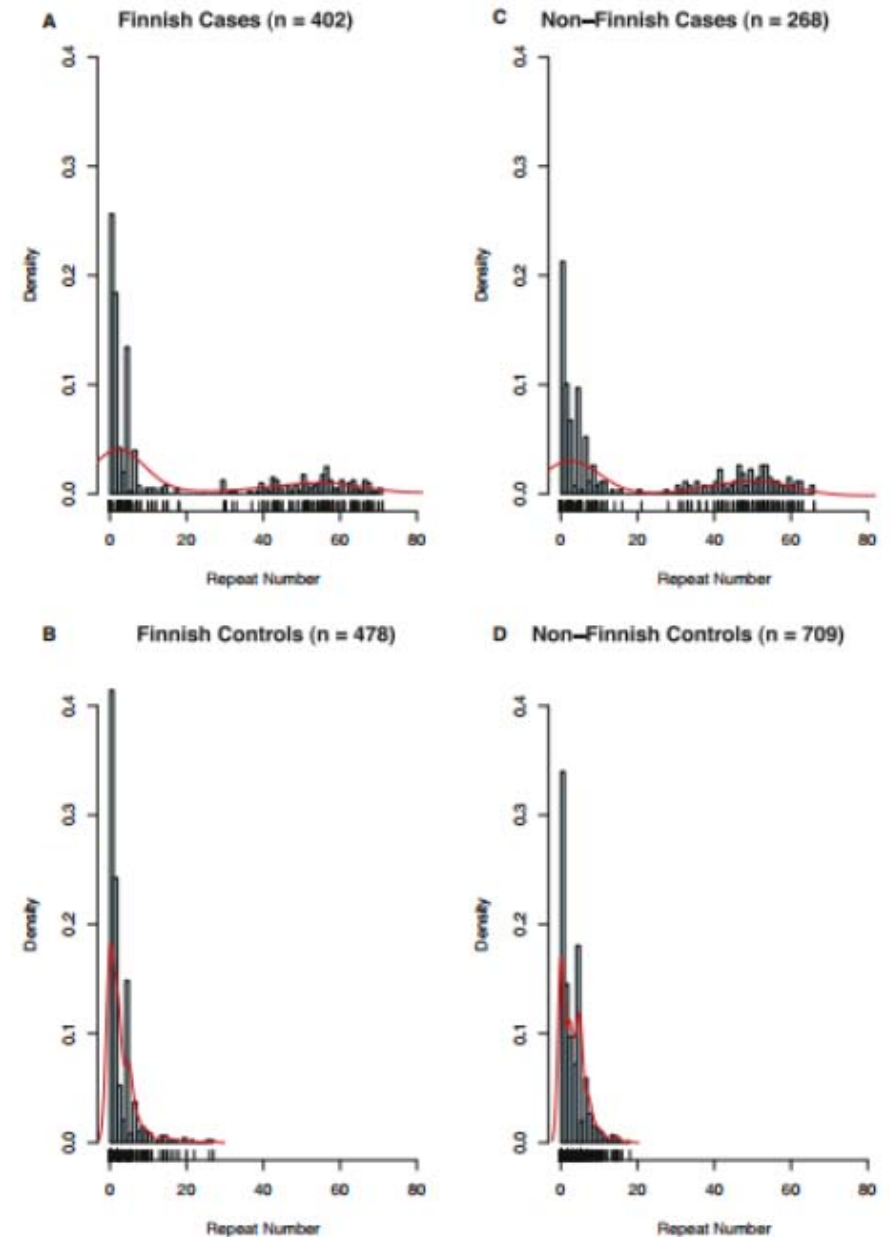 A Finnish Cases (n = 402)
0.4
0.3
0.2
0.1
0.0
Density
0 20 40 60 80
Repeat Number
C Non-Finnish Cases (n = 268)
0.4
0.3
0.2
0.1
0.0
Density
0 20 40 60 80
Repeat Number
B Finnish Controls (n = 478)
0.4
0.3
0.2
0.1
0.0
Density
0 20 40 60 80
Repeat Number
D Non-Finnish Controls (n = 709)
0.4
0.3
0.2
0.1
0.0
Density
0 20 40 60 80
Repeat Number